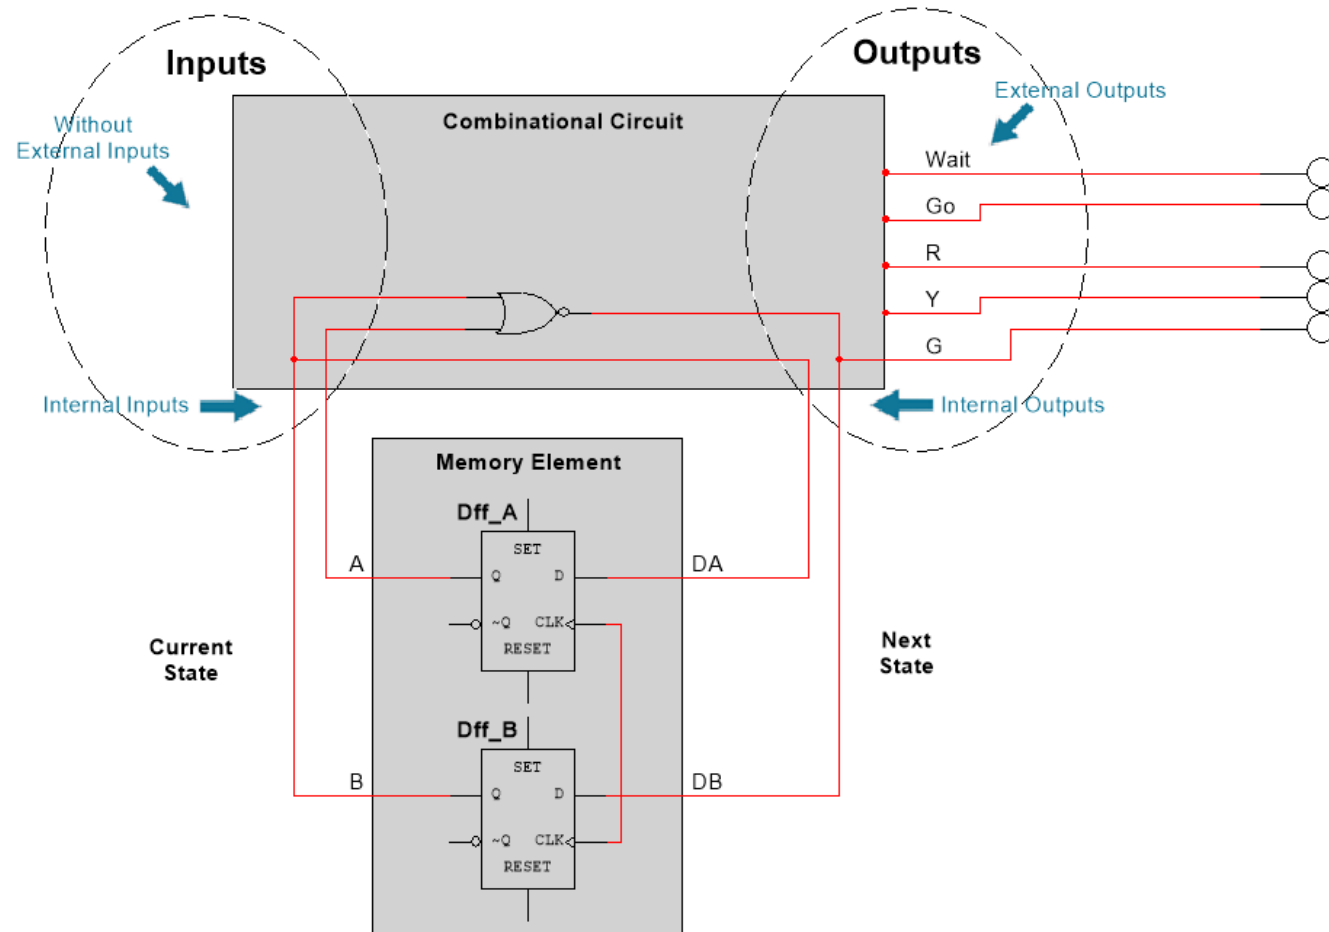 Inputs
Outputs
Without
External Inputs
Combinational Circuit
External Outputs
Wait
Go
R
Y
G
Internal Inputs
Internal Outputs
Memory Element
Dff_A
SET
A
Q
D
DA
~Q
CLK
RESET
Current
State
Next
State
Dff_B
SET
B
Q
D
DB
~Q
CLK
RESET